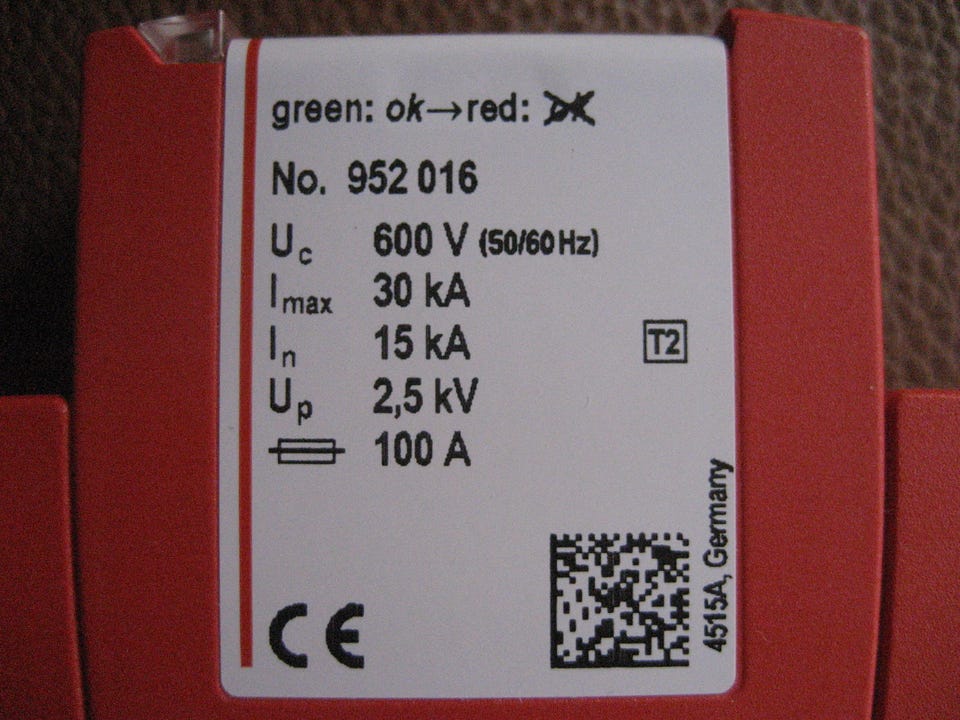 green: ok→red: ok
No. 952 016
Uc 600 V (50/60 Hz)
Imax 30 kA
In 15 kA
T2
Up 2,5 kV
100 A
4515A, Germany
CE